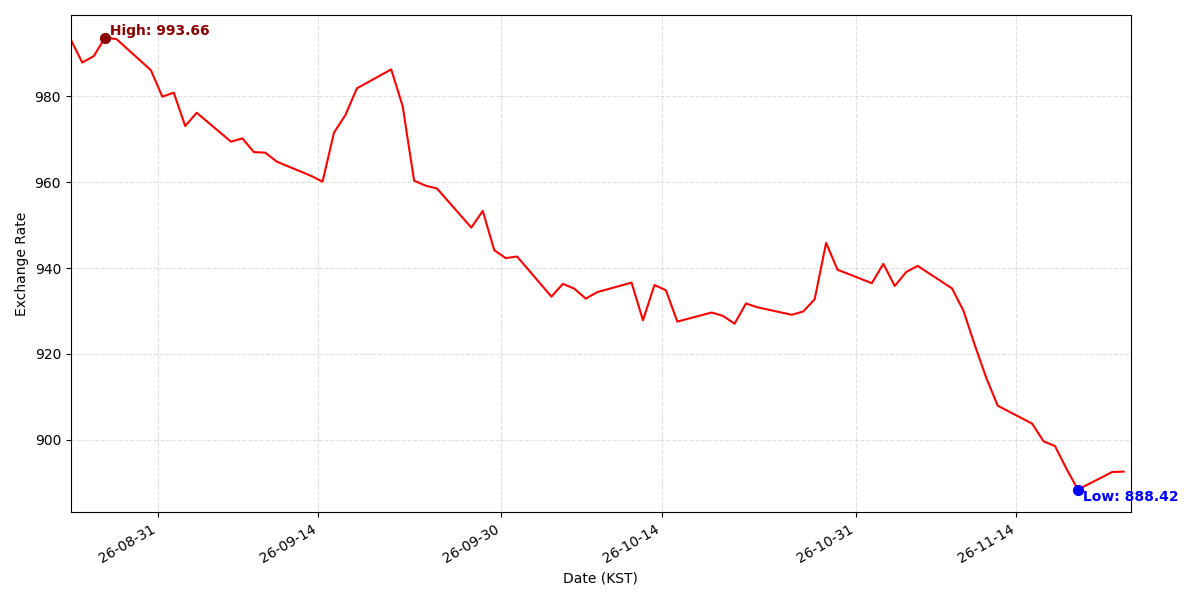 High: 993.66
980
960
940
920
900
Exchange Rate
Low: 888.42
26-08-31
26-09-14
26-09-30
26-10-14
26-10-31
26-11-14
Date (KST)